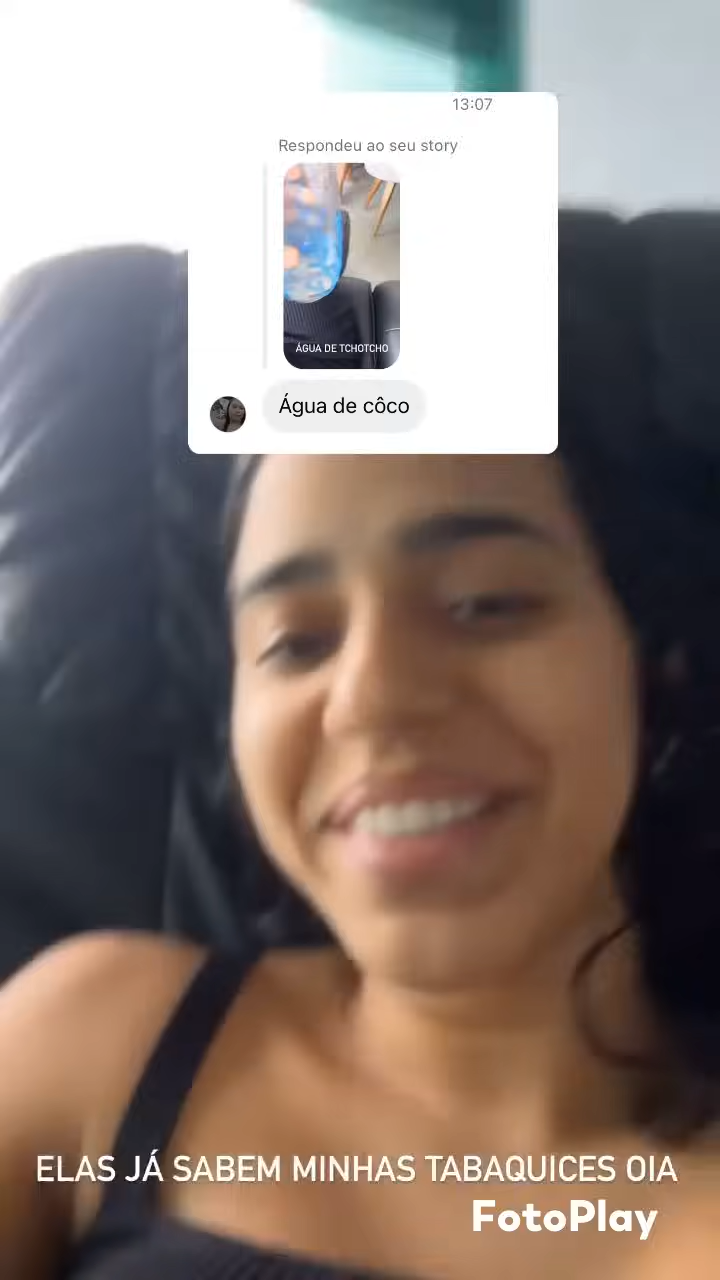 13:07
Respondeu ao seu story
ÁGUA DE TCHOTCHO
Água de côco
ELAS JÁ SABEM MINHAS TABAQUICES OIA
FotoPlay